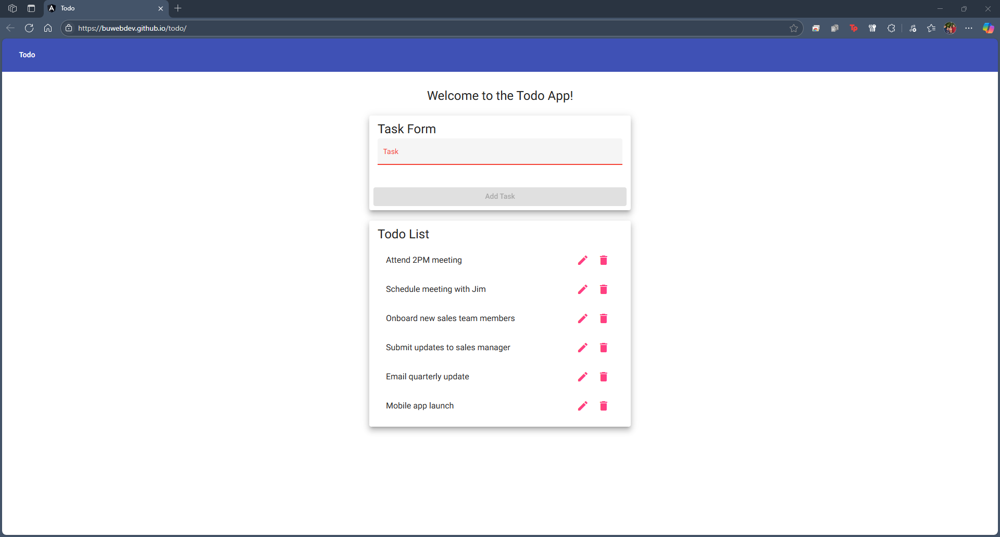 Todo
https://buwebdev.github.io/todo/
Tp
Todo
Welcome to the Todo App!
Task Form
Task
Add Task
Todo List
Attend 2PM meeting
Schedule meeting with Jim
Onboard new sales team members
Submit updates to sales manager
Email quarterly update
Mobile app launch